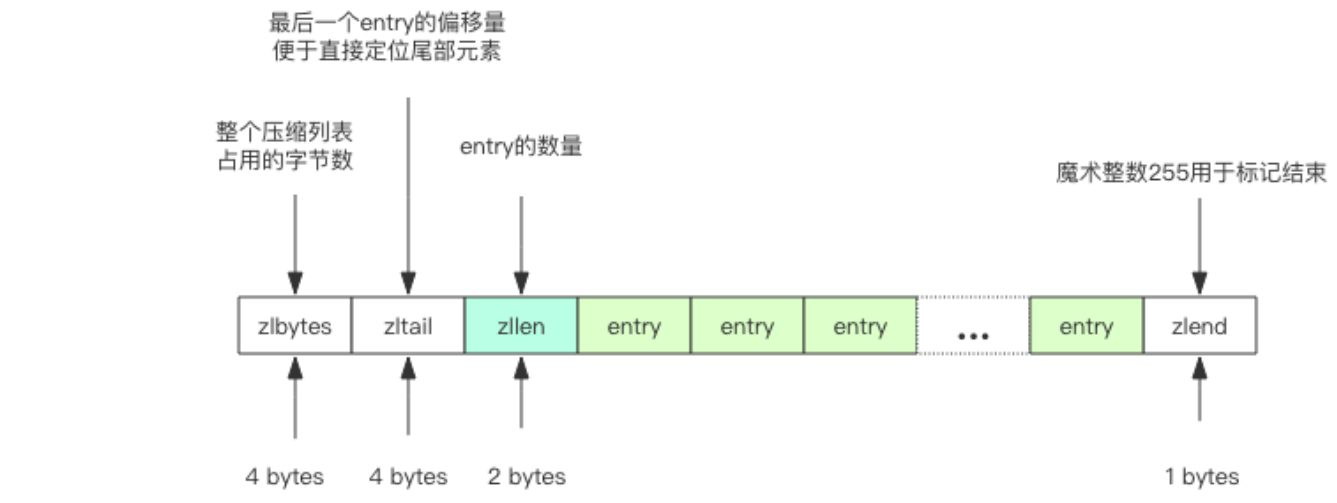 最后一个entry的偏移量
便于直接定位尾部元素
整个压缩列表
占用的字节数
entry的数量
魔术整数255用于标记结束
zlbytes zltail zllen entry entry entry ... entry zlend
4 bytes 4 bytes 2 bytes 1 bytes